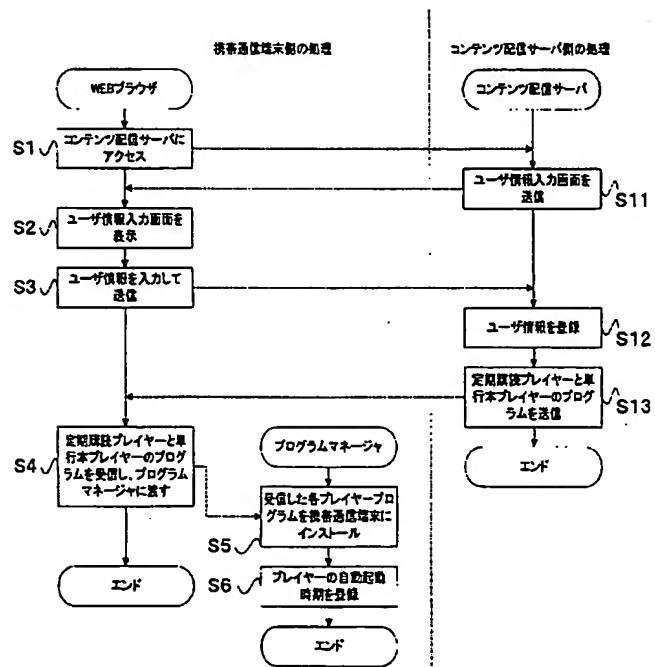 携帯通信端末側の処理
コンテンツ配信サーバ側の処理
WEBブラウザ
コンテンツ配信サーバ
S1
コンテンツ配信サーバに
アクセス
ユーザ情報入力画面を
送信
S11
S2
ユーザ情報入力画面を
表示
S3
ユーザ情報を入力して
送信
ユーザ情報を登録
S12
定期購読プレイヤーと単
行本プレイヤーのプログ
ラムを送信
S13
S4
定期購読プレイヤーと単
行本プレイヤーのプログ
ラムを受信し、プログラム
マネージャに渡す
プログラムマネージャ
エンド
受信した各プレイヤープロ
グラムを携帯通信端末に
インストール
S5
S6
プレイヤーの自動起動
時期を登録
エンド
エンド